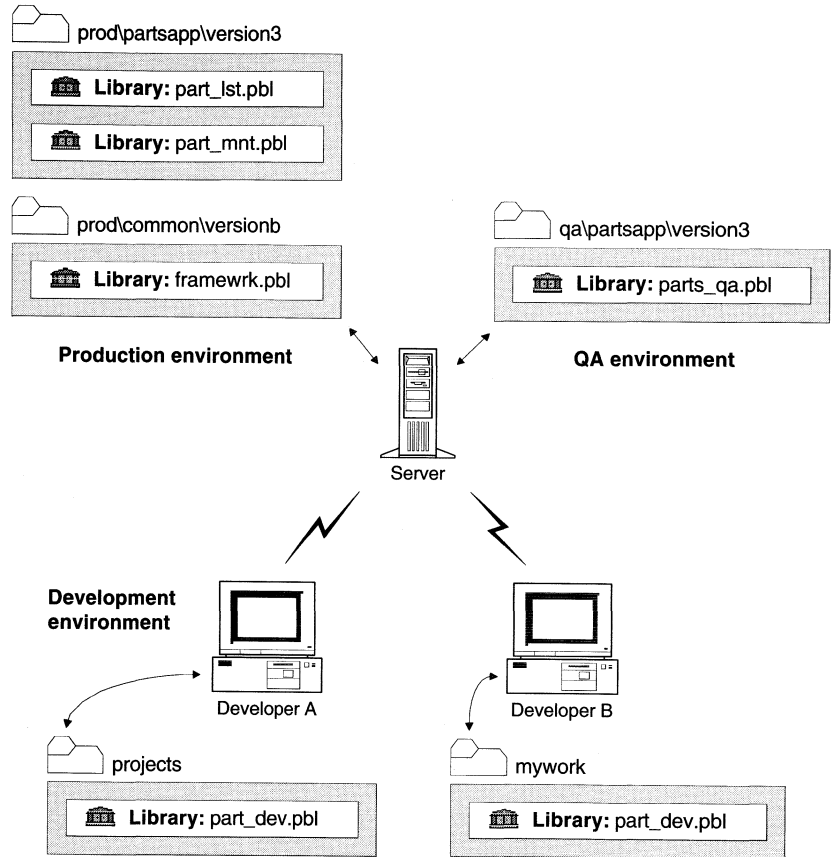 prod\partsapp\version3
Library: part_lst.pbl
Library: part_mnt.pbl
prod\common\versionb
Library: framewrk.pbl
Production environment
qa\partsapp\version3
Library: parts_qa.pbl
QA environment
Server
Development
environment
Developer A
Developer B
projects
Library: part_dev.pbl
mywork
Library: part_dev.pbl